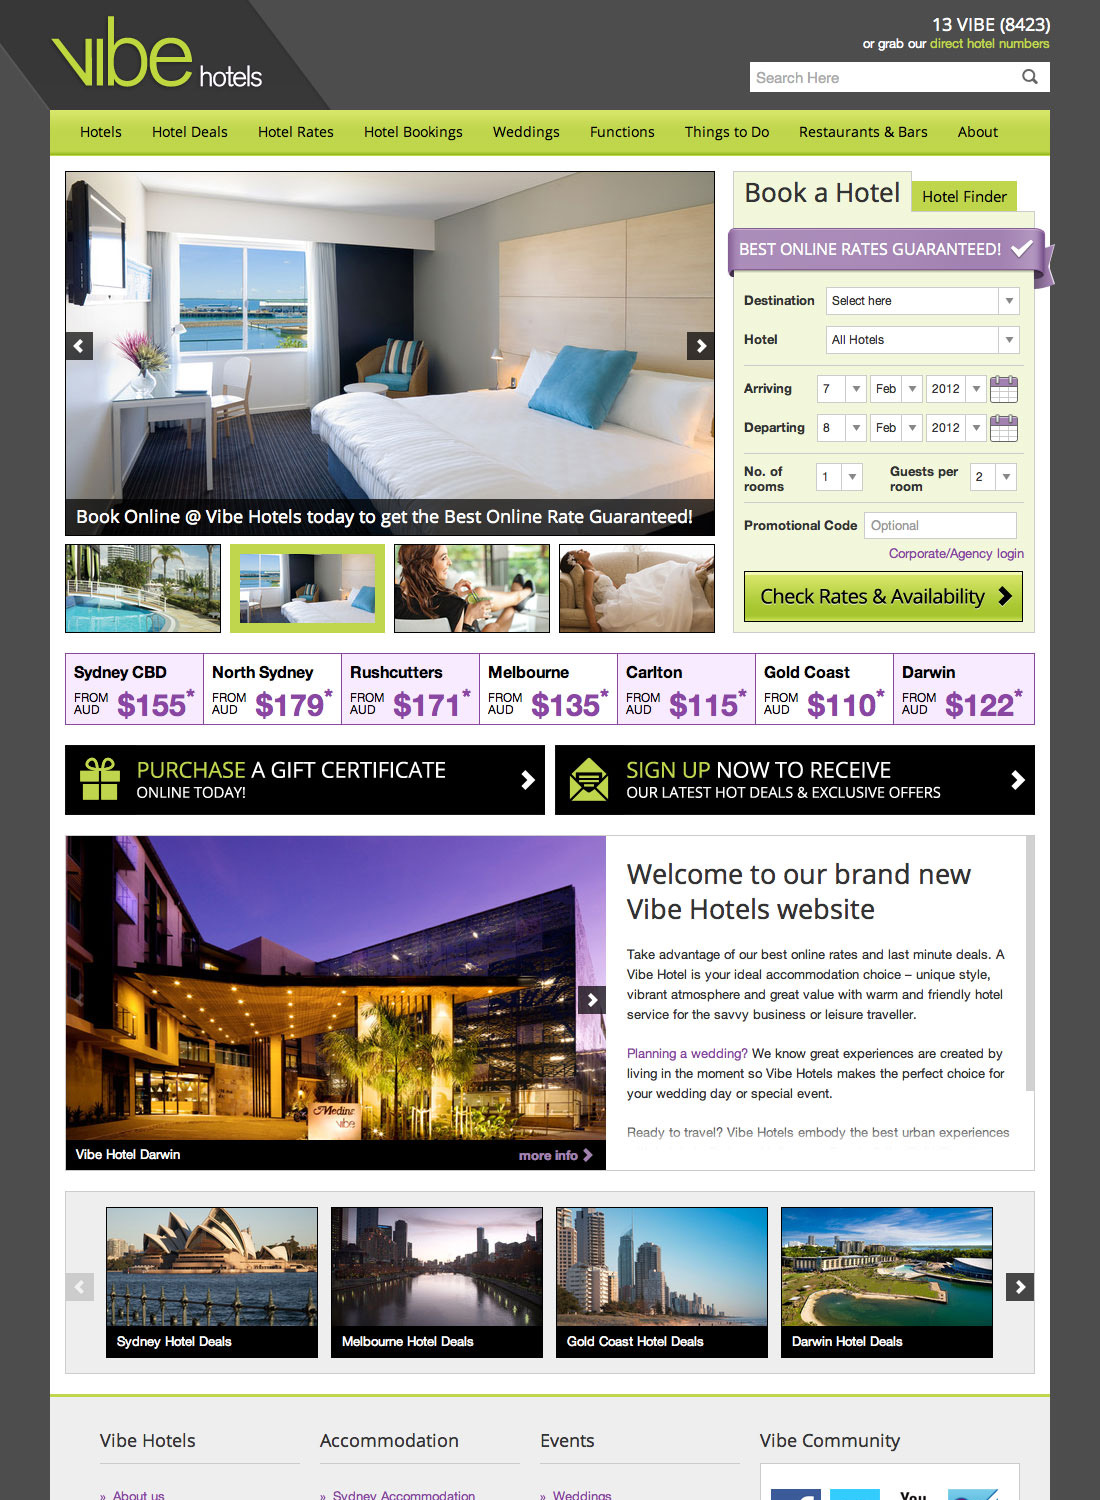 vibe hotels
13 VIBE (8423)
or grab our direct hotel numbers
Search Here
Hotels Hotel Deals Hotel Rates Hotel Bookings Weddings Functions Things to Do Restaurants & Bars About
Book Online @ Vibe Hotels today to get the Best Online Rate Guaranteed!
Book a Hotel Hotel Finder
BEST ONLINE RATES GUARANTEED!
Destination Select here
Hotel All Hotels
Arriving 7 Feb 2012
Departing 8 Feb 2012
No. of rooms 1 Guests per room 2
Promotional Code Optional
Corporate/Agency login
Check Rates & Availability
Sydney CBD North Sydney Rushcutters Melbourne Carlton Gold Coast Darwin
FROM AUD $155* FROM AUD $179* FROM AUD $171* FROM AUD $135* FROM AUD $115* FROM AUD $110* FROM AUD $122*
PURCHASE A GIFT CERTIFICATE
ONLINE TODAY!
SIGN UP NOW TO RECEIVE
OUR LATEST HOT DEALS & EXCLUSIVE OFFERS
Medina
vibe
Vibe Hotel Darwin more info
Welcome to our brand new
Vibe Hotels website
Take advantage of our best online rates and last minute deals. A
Vibe Hotel is your ideal accommodation choice – unique style,
vibrant atmosphere and great value with warm and friendly hotel
service for the savvy business or leisure traveller.
Planning a wedding? We know great experiences are created by
living in the moment so Vibe Hotels makes the perfect choice for
your wedding day or special event.
Ready to travel? Vibe Hotels embody the best urban experiences
Sydney Hotel Deals Melbourne Hotel Deals Gold Coast Hotel Deals Darwin Hotel Deals
Vibe Hotels Accommodation Events Vibe Community
» About us » Sydney Accommodation » Weddings
You